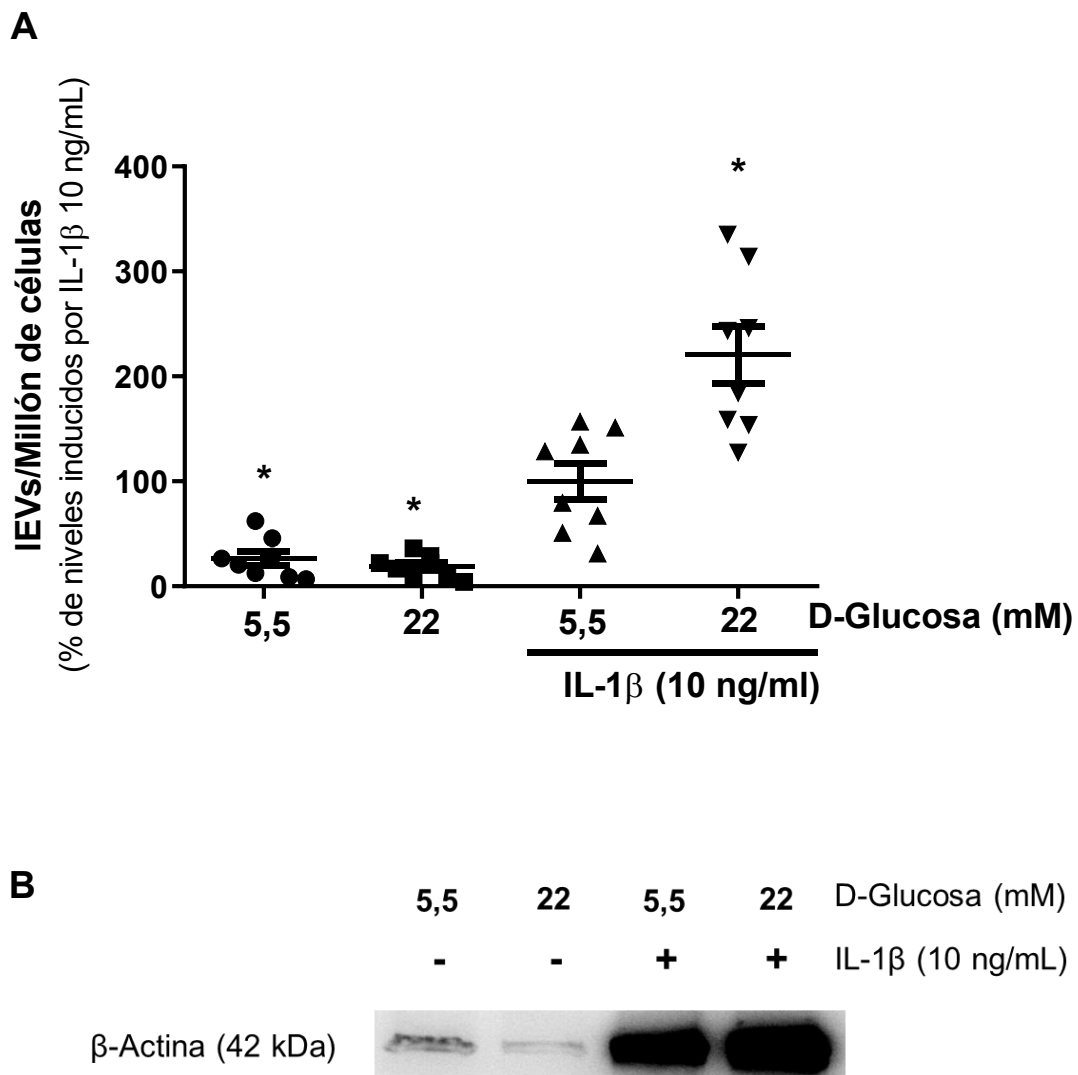 A
IEVs/Millón de células
(% de niveles inducidos por IL-1β 10 ng/mL)
400
300
200
100
0
*
*
*
5,5 22 5,5 22 D-Glucosa (mM)
IL-1β (10 ng/ml)
B
5,5 22 5,5 22 D-Glucosa (mM)
- - + + IL-1β (10 ng/mL)
β-Actina (42 kDa)